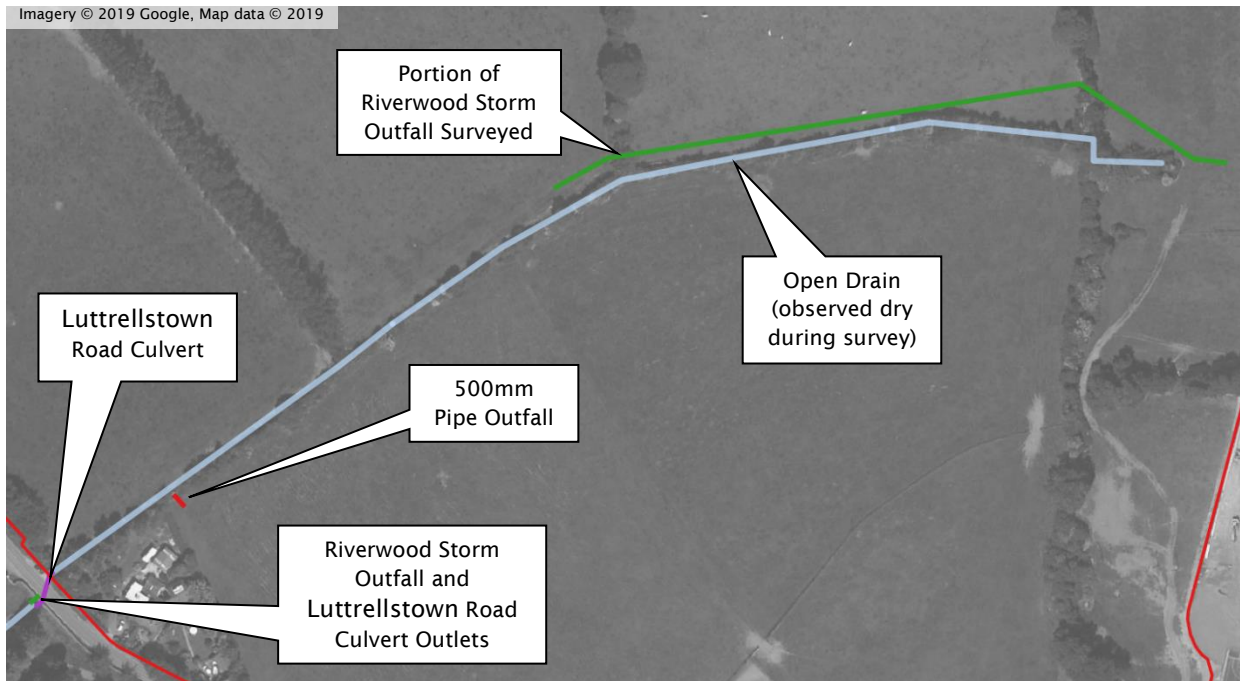 Imagery © 2019 Google, Map data © 2019
Portion of
Riverwood Storm
Outfall Surveyed
Open Drain
(observed dry
during survey)
Luttrellstown
Road Culvert
500mm
Pipe Outfall
Riverwood Storm
Outfall and
Luttrellstown Road
Culvert Outlets